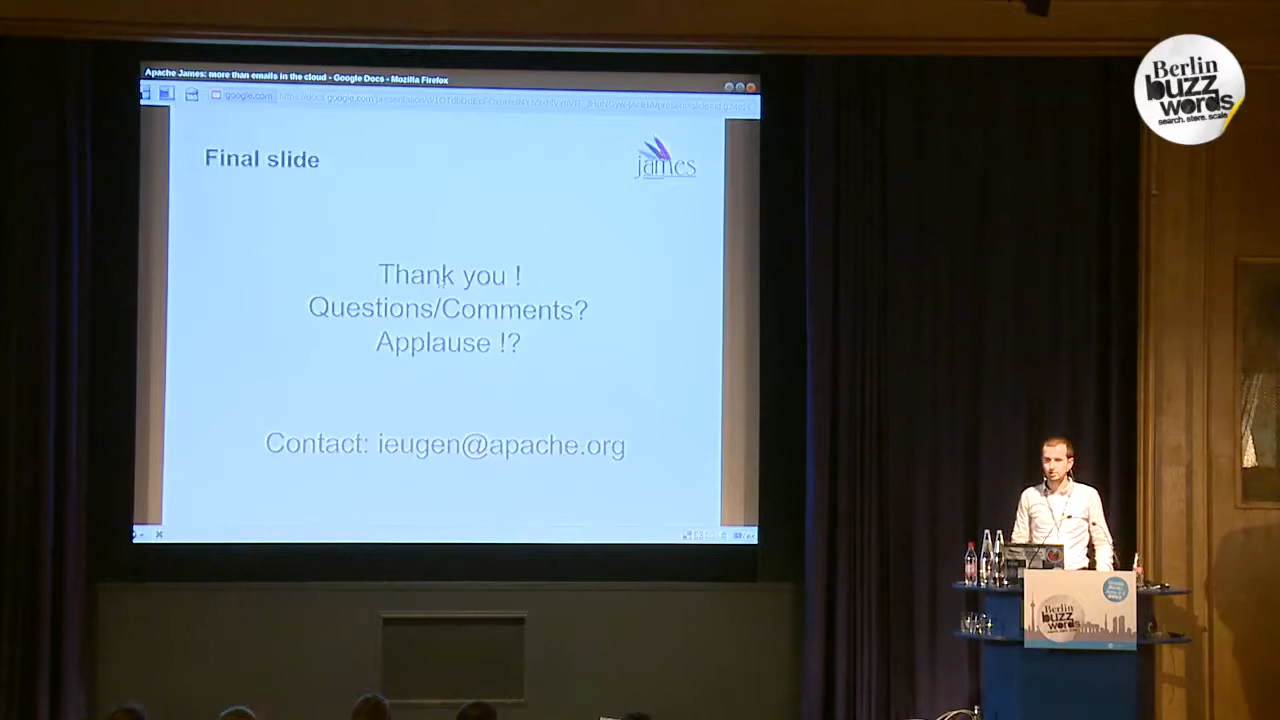 Apache James: more than emails in the cloud - Google Docs - Mozilla Firefox
google.com
Final slide
james
Thank you !
Questions/Comments?
Applause !?
Contact: ieugen@apache.org
Berlin
buzz
words
search. store. scale
Berlin
buzz
words